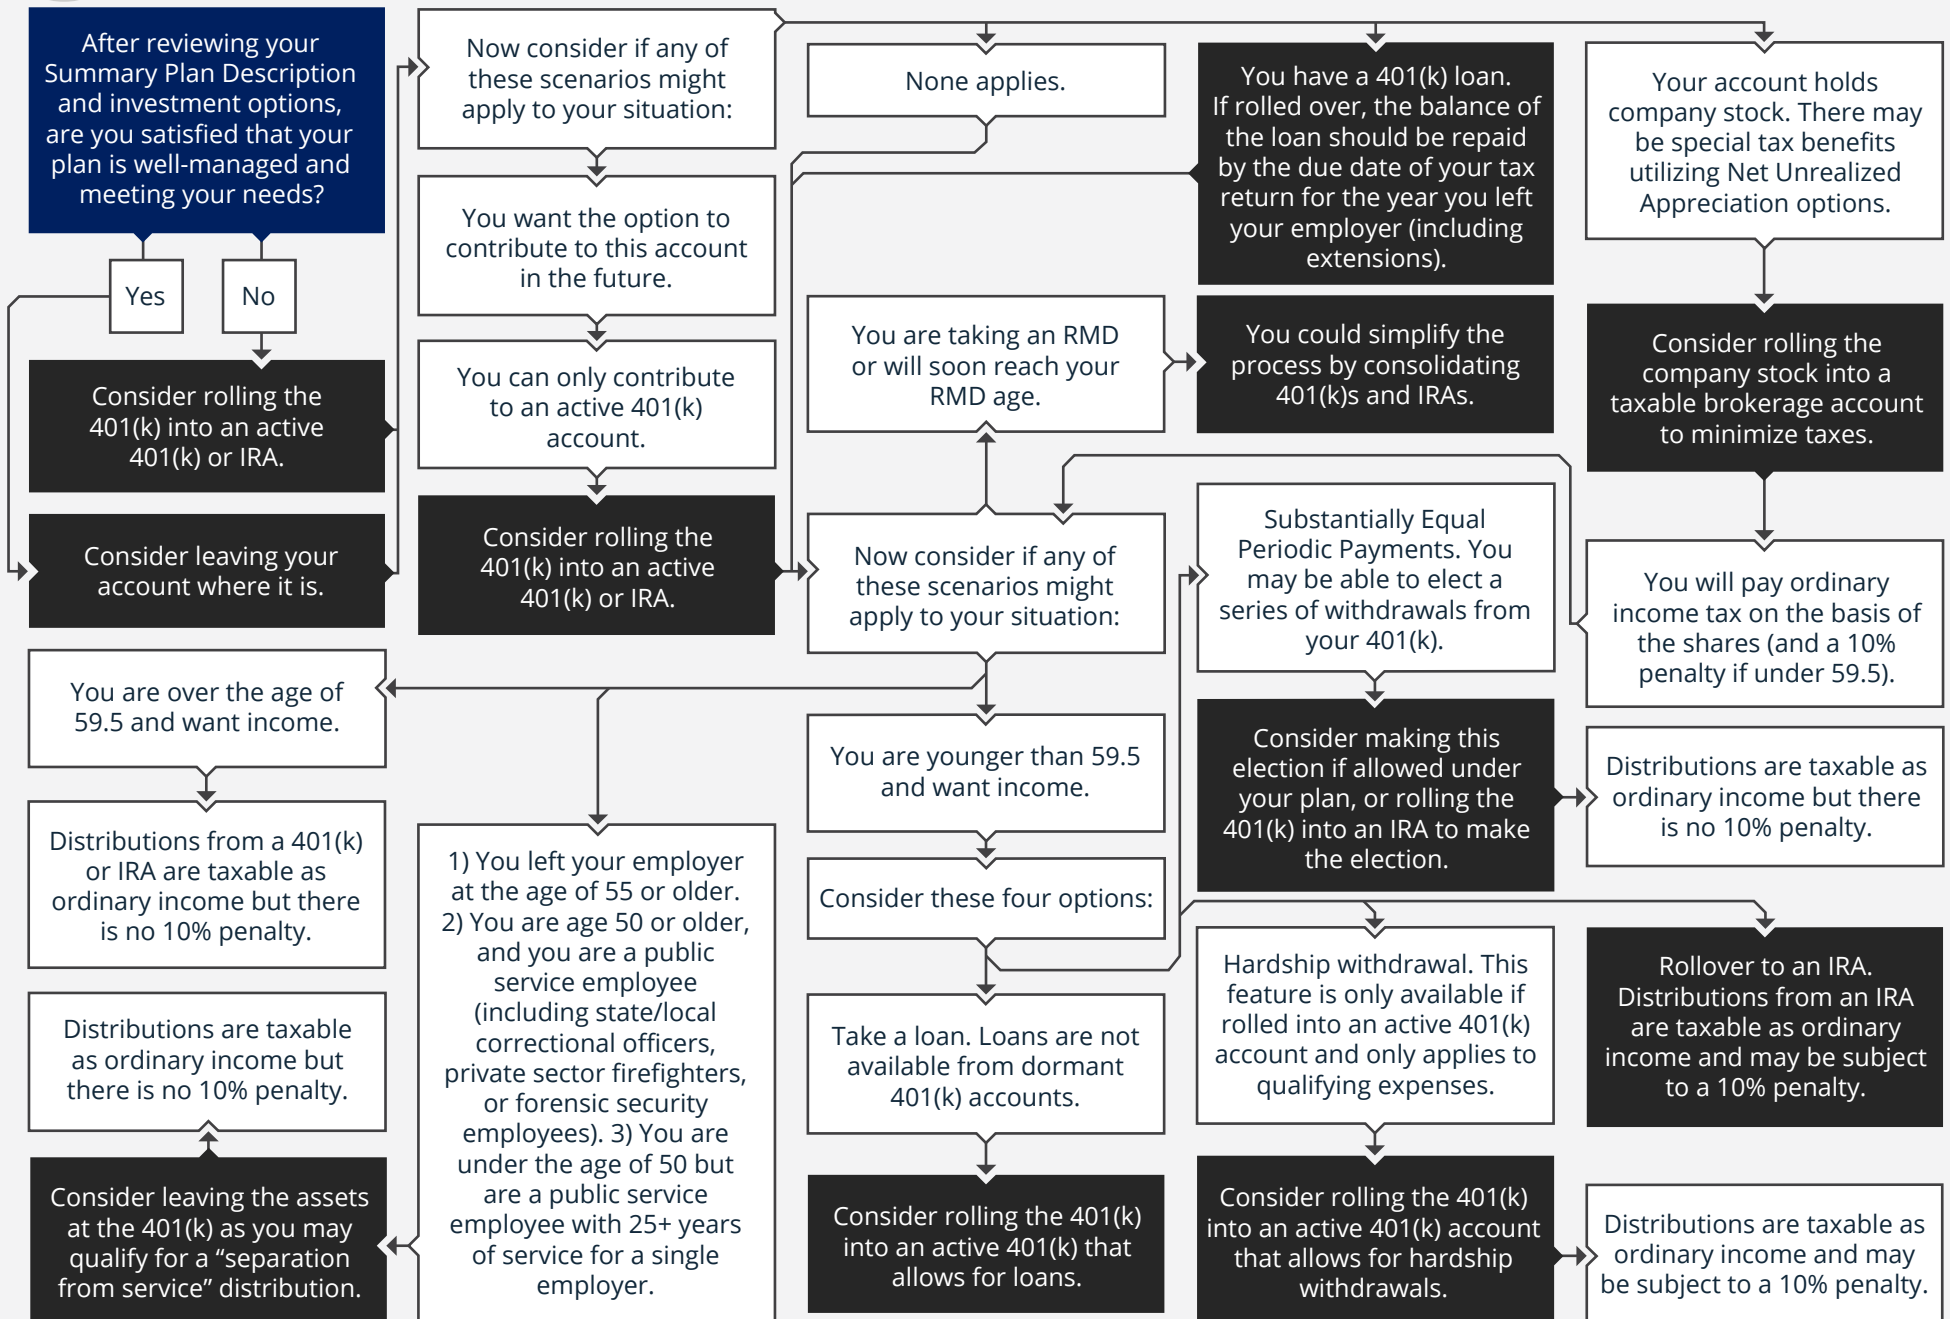 After reviewing your
Summary Plan Description
and investment options,
are you satisfied that your
plan is well-managed and
meeting your needs?
Yes
No
Consider rolling the
401(k) into an active
401(k) or IRA.
Consider leaving your
account where it is.
Now consider if any of
these scenarios might
apply to your situation:
You want the option to
contribute to this account
in the future.
You can only contribute
to an active 401(k)
account.
Consider rolling the
401(k) into an active
401(k) or IRA.
None applies.
You have a 401(k) loan.
If rolled over, the balance of
the loan should be repaid
by the due date of your tax
return for the year you left
your employer (including
extensions).
Your account holds
company stock. There may
be special tax benefits
utilizing Net Unrealized
Appreciation options.
Consider rolling the
company stock into a
taxable brokerage account
to minimize taxes.
You will pay ordinary
income tax on the basis of
the shares (and a 10%
penalty if under 59.5).
Now consider if any of
these scenarios might
apply to your situation:
You are taking an RMD
or will soon reach your
RMD age.
You could simplify the
process by consolidating
401(k)s and IRAs.
You are over the age of
59.5 and want income.
Distributions from a 401(k)
or IRA are taxable as
ordinary income but there
is no 10% penalty.
1) You left your employer
at the age of 55 or older.
2) You are age 50 or older,
and you are a public
service employee
(including state/local
correctional officers,
private sector firefighters,
or forensic security
employees). 3) You are
under the age of 50 but
are a public service
employee with 25+ years
of service for a single
employer.
Consider leaving the assets
at the 401(k) as you may
qualify for a “separation
from service” distribution.
Distributions are taxable
as ordinary income but
there is no 10% penalty.
You are younger than 59.5
and want income.
Consider these four options:
Take a loan. Loans are not
available from dormant
401(k) accounts.
Consider rolling the 401(k)
into an active 401(k) that
allows for loans.
Substantially Equal
Periodic Payments. You
may be able to elect a
series of withdrawals from
your 401(k).
Consider making this
election if allowed under
your plan, or rolling the
401(k) into an IRA to make
the election.
Distributions are taxable as
ordinary income but there
is no 10% penalty.
Hardship withdrawal. This
feature is only available if
rolled into an active 401(k)
account and only applies to
qualifying expenses.
Consider rolling the 401(k)
into an active 401(k) account
that allows for hardship
withdrawals.
Distributions are taxable as
ordinary income and may
be subject to a 10% penalty.
Rollover to an IRA.
Distributions from an IRA
are taxable as ordinary
income and may be subject
to a 10% penalty.